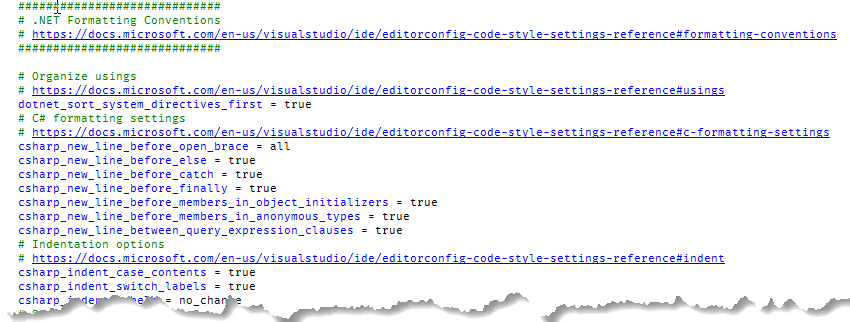 #############################
# .NET Formatting Conventions
# https://docs.microsoft.com/en-us/visualstudio/ide/editorconfig-code-style-settings-reference#formatting-conventions
#############################
# Organize usings
# https://docs.microsoft.com/en-us/visualstudio/ide/editorconfig-code-style-settings-reference#usings
dotnet_sort_system_directives_first = true
# C# formatting settings
# https://docs.microsoft.com/en-us/visualstudio/ide/editorconfig-code-style-settings-reference#c-formatting-settings
csharp_new_line_before_open_brace = all
csharp_new_line_before_else = true
csharp_new_line_before_catch = true
csharp_new_line_before_finally = true
csharp_new_line_before_members_in_object_initializers = true
csharp_new_line_before_members_in_anonymous_types = true
csharp_new_line_between_query_expression_clauses = true
# Indentation options
# https://docs.microsoft.com/en-us/visualstudio/ide/editorconfig-code-style-settings-reference#indent
csharp_indent_case_contents = true
csharp_indent_switch_labels = true
= no_change